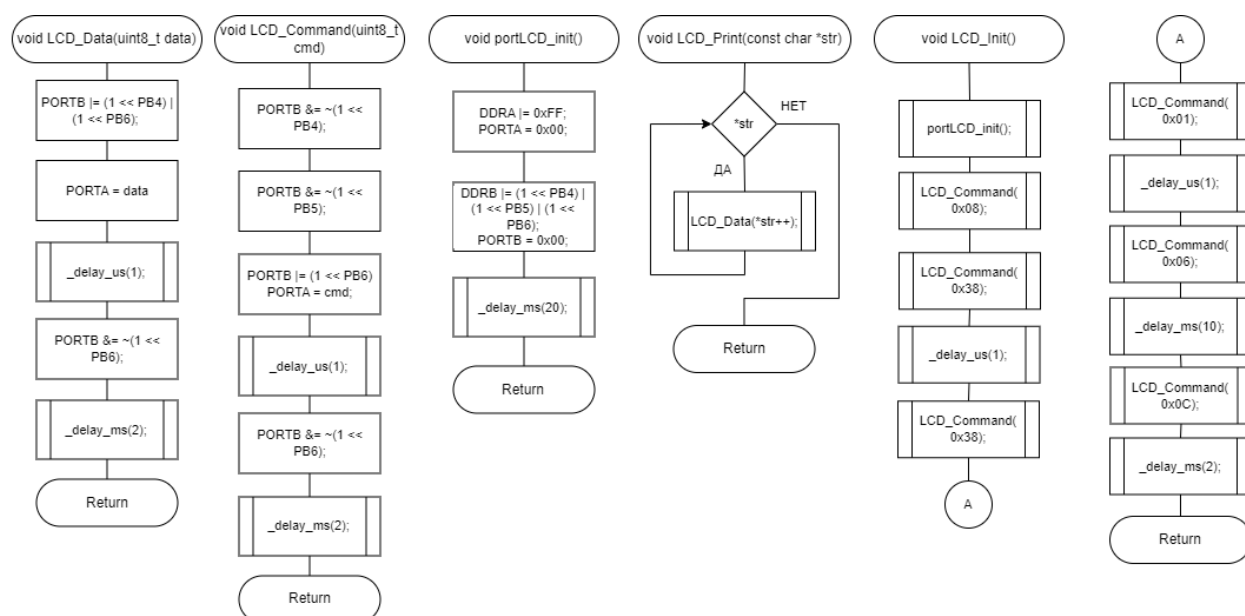 void LCD_Data(uint8_t data)
PORTB |= (1 << PB4) |
(1 << PB6);
PORTA = data
_delay_us(1);
PORTB &= ~(1 <<
PB6);
_delay_ms(2);
Return
void LCD_Command(uint8_t
cmd)
PORTB &= ~(1 <<
PB4);
PORTB &= ~(1 <<
PB5);
PORTB |= (1 << PB6)
PORTA = cmd;
_delay_us(1);
PORTB &= ~(1 <<
PB6);
_delay_ms(2);
Return
void portLCD_init()
DDRA |= 0xFF;
PORTA = 0x00;
DDRB |= (1 << PB4) |
(1 << PB5) | (1 <<
PB6);
PORTB = 0x00;
_delay_ms(20);
Return
void LCD_Print(const char *str)
*str
НЕТ
ДА
LCD_Data(*str++);
Return
void LCD_Init()
portLCD_init();
LCD_Command(
0x08);
LCD_Command(
0x38);
_delay_us(1);
LCD_Command(
0x38);
A
A
LCD_Command(
0x01);
_delay_us(1);
LCD_Command(
0x06);
_delay_ms(10);
LCD_Command(
0x0C);
_delay_ms(2);
Return